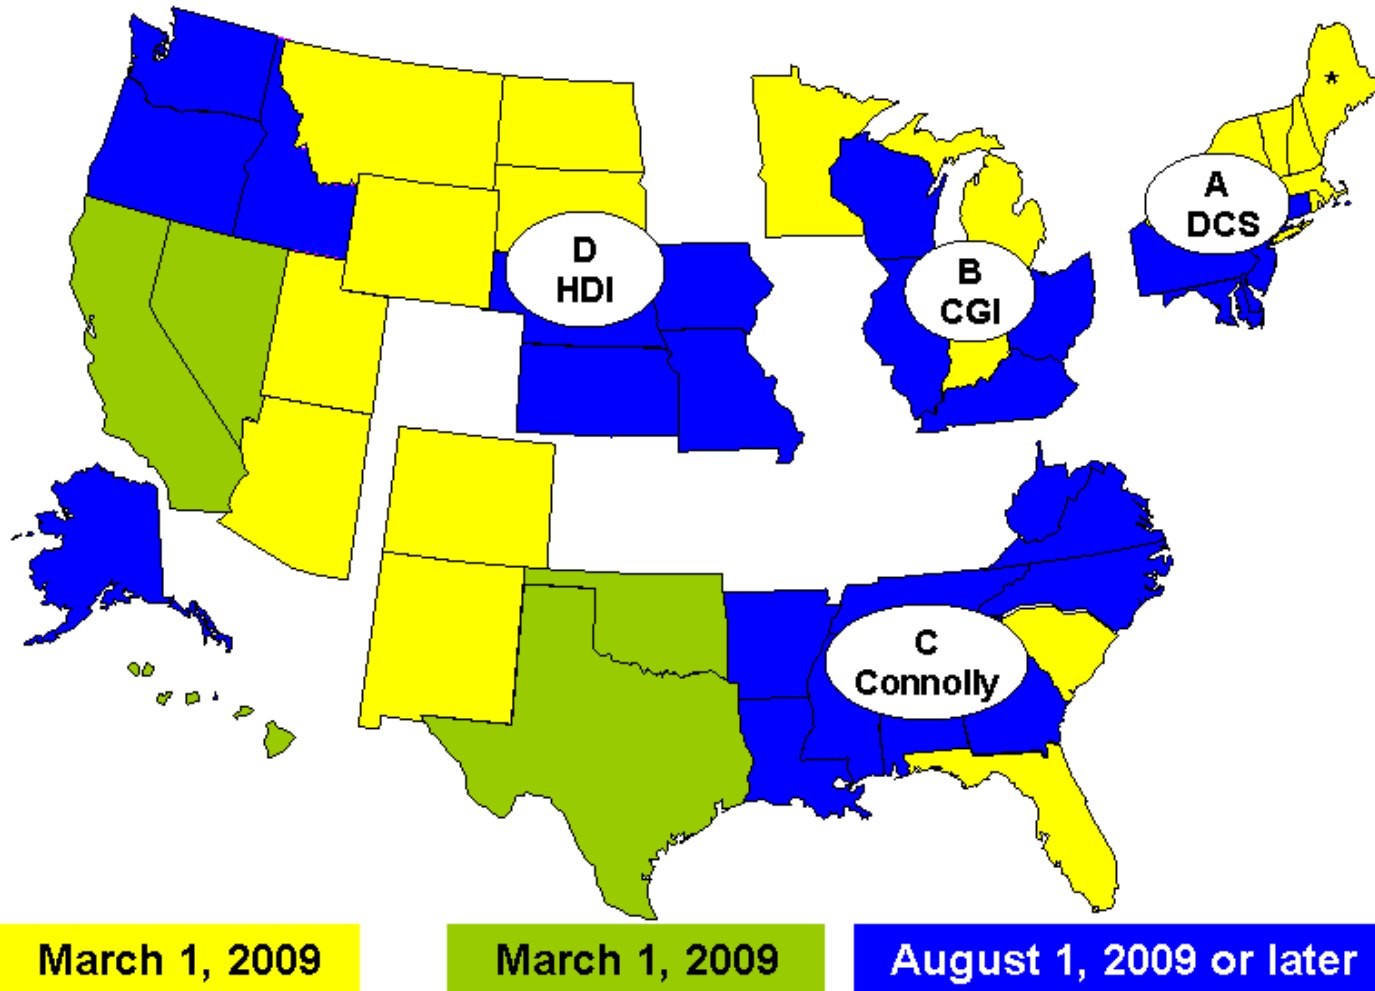 *
A
DCS
D
HDI
B
CGI
C
Connolly
March 1, 2009
March 1, 2009
August 1, 2009 or later